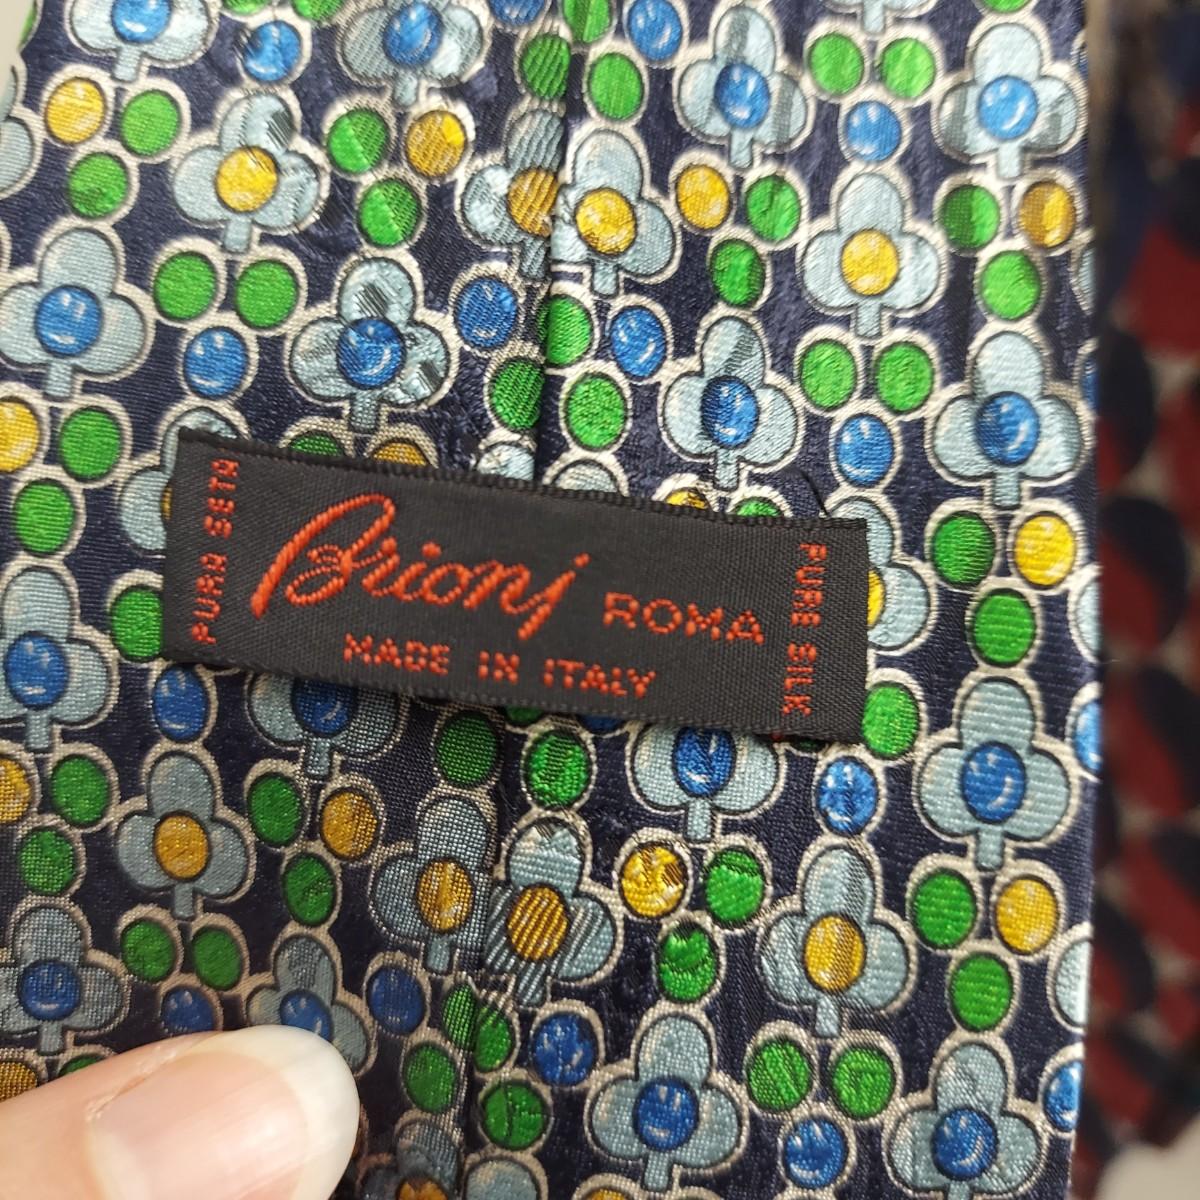 PURA SETA
Brioni ROMA
MADE IN ITALY
PURE SILK